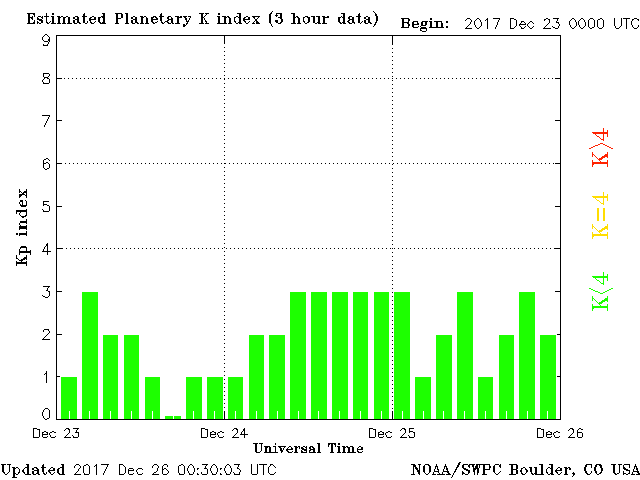 Estimated Planetary K index (3 hour data)
Begin: 2017 Dec 23 0000 UTC
9
8
7
6
5
4
3
2
1
0
Kp index
K<4 K=4 K>4
Dec 23 Dec 24 Dec 25 Dec 26
Universal Time
Updated 2017 Dec 26 00:30:03 UTC
NOAA/SWPC Boulder, CO USA